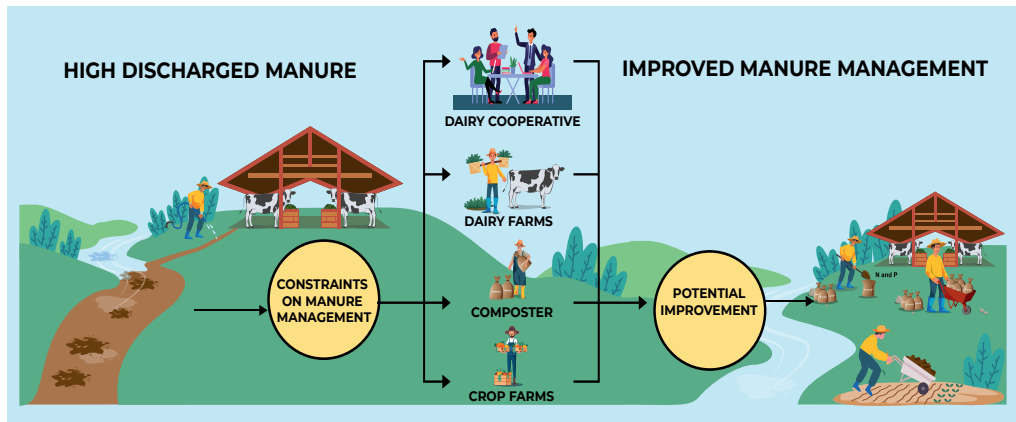 HIGH DISCHARGED MANURE
IMPROVED MANURE MANAGEMENT
DAIRY COOPERATIVE
DAIRY FARMS
CONSTRAINTS
ON MANURE
MANAGEMENT
COMPOSTER
CROP FARMS
POTENTIAL
IMPROVEMENT
N and P